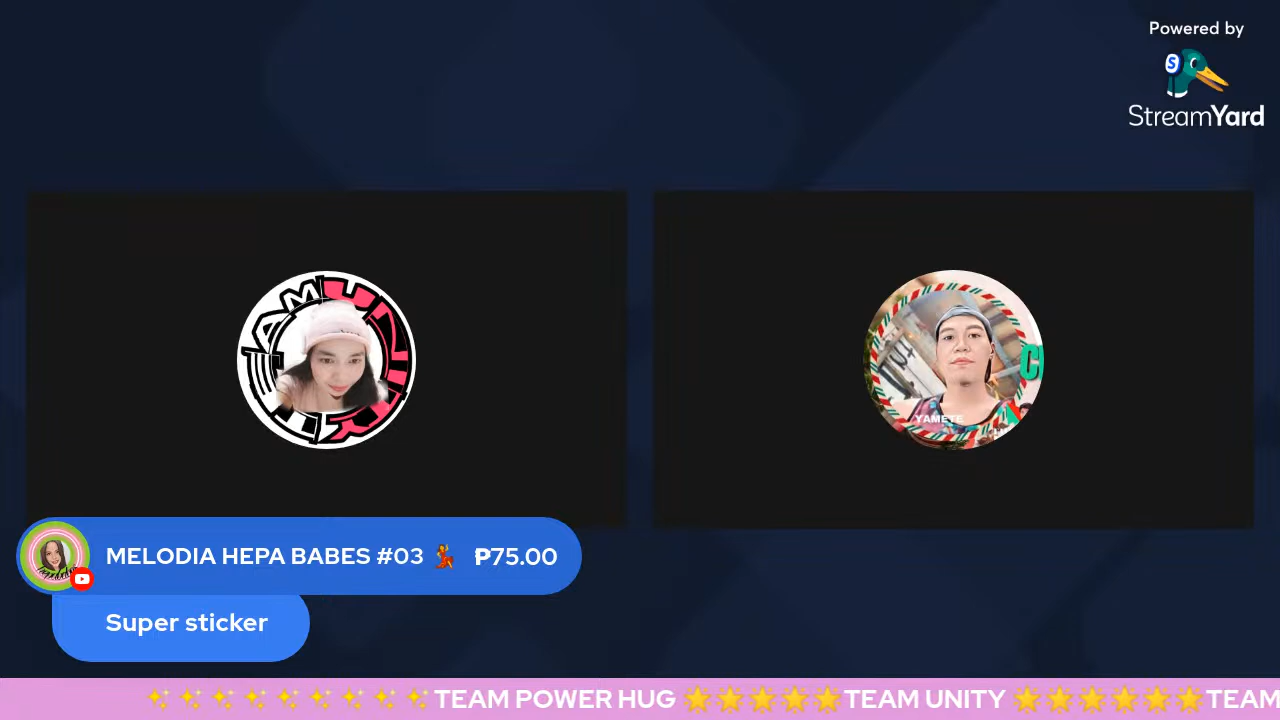 Powered by
StreamYard
YAMETE
MELODIA HEPA BABES #03 💃 ₱75.00
Super sticker
✨✨✨✨✨✨✨✨✨TEAM POWER HUG 🌟🌟🌟🌟🌟TEAM UNITY 🌟🌟🌟🌟🌟🌟TEAM